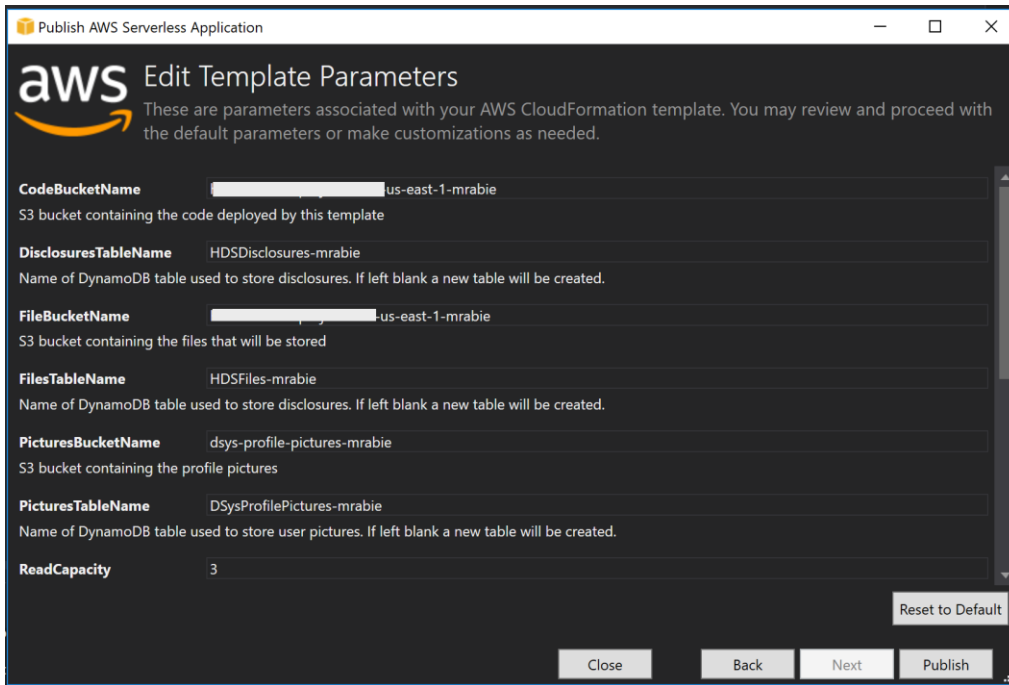 Publish AWS Serverless Application
aws
Edit Template Parameters
These are parameters associated with your AWS CloudFormation template. You may review and proceed with
the default parameters or make customizations as needed.
CodeBucketName
us-east-1-mrabie
S3 bucket containing the code deployed by this template
DisclosuresTableName
HDSDisclosures-mrabie
Name of DynamoDB table used to store disclosures. If left blank a new table will be created.
FileBucketName
-us-east-1-mrabie
S3 bucket containing the files that will be stored
FilesTableName
HDSFiles-mrabie
Name of DynamoDB table used to store disclosures. If left blank a new table will be created.
PicturesBucketName
dsys-profile-pictures-mrabie
S3 bucket containing the profile pictures
PicturesTableName
DSysProfilePictures-mrabie
Name of DynamoDB table used to store user pictures. If left blank a new table will be created.
ReadCapacity
3
Reset to Default
Close
Back
Next
Publish